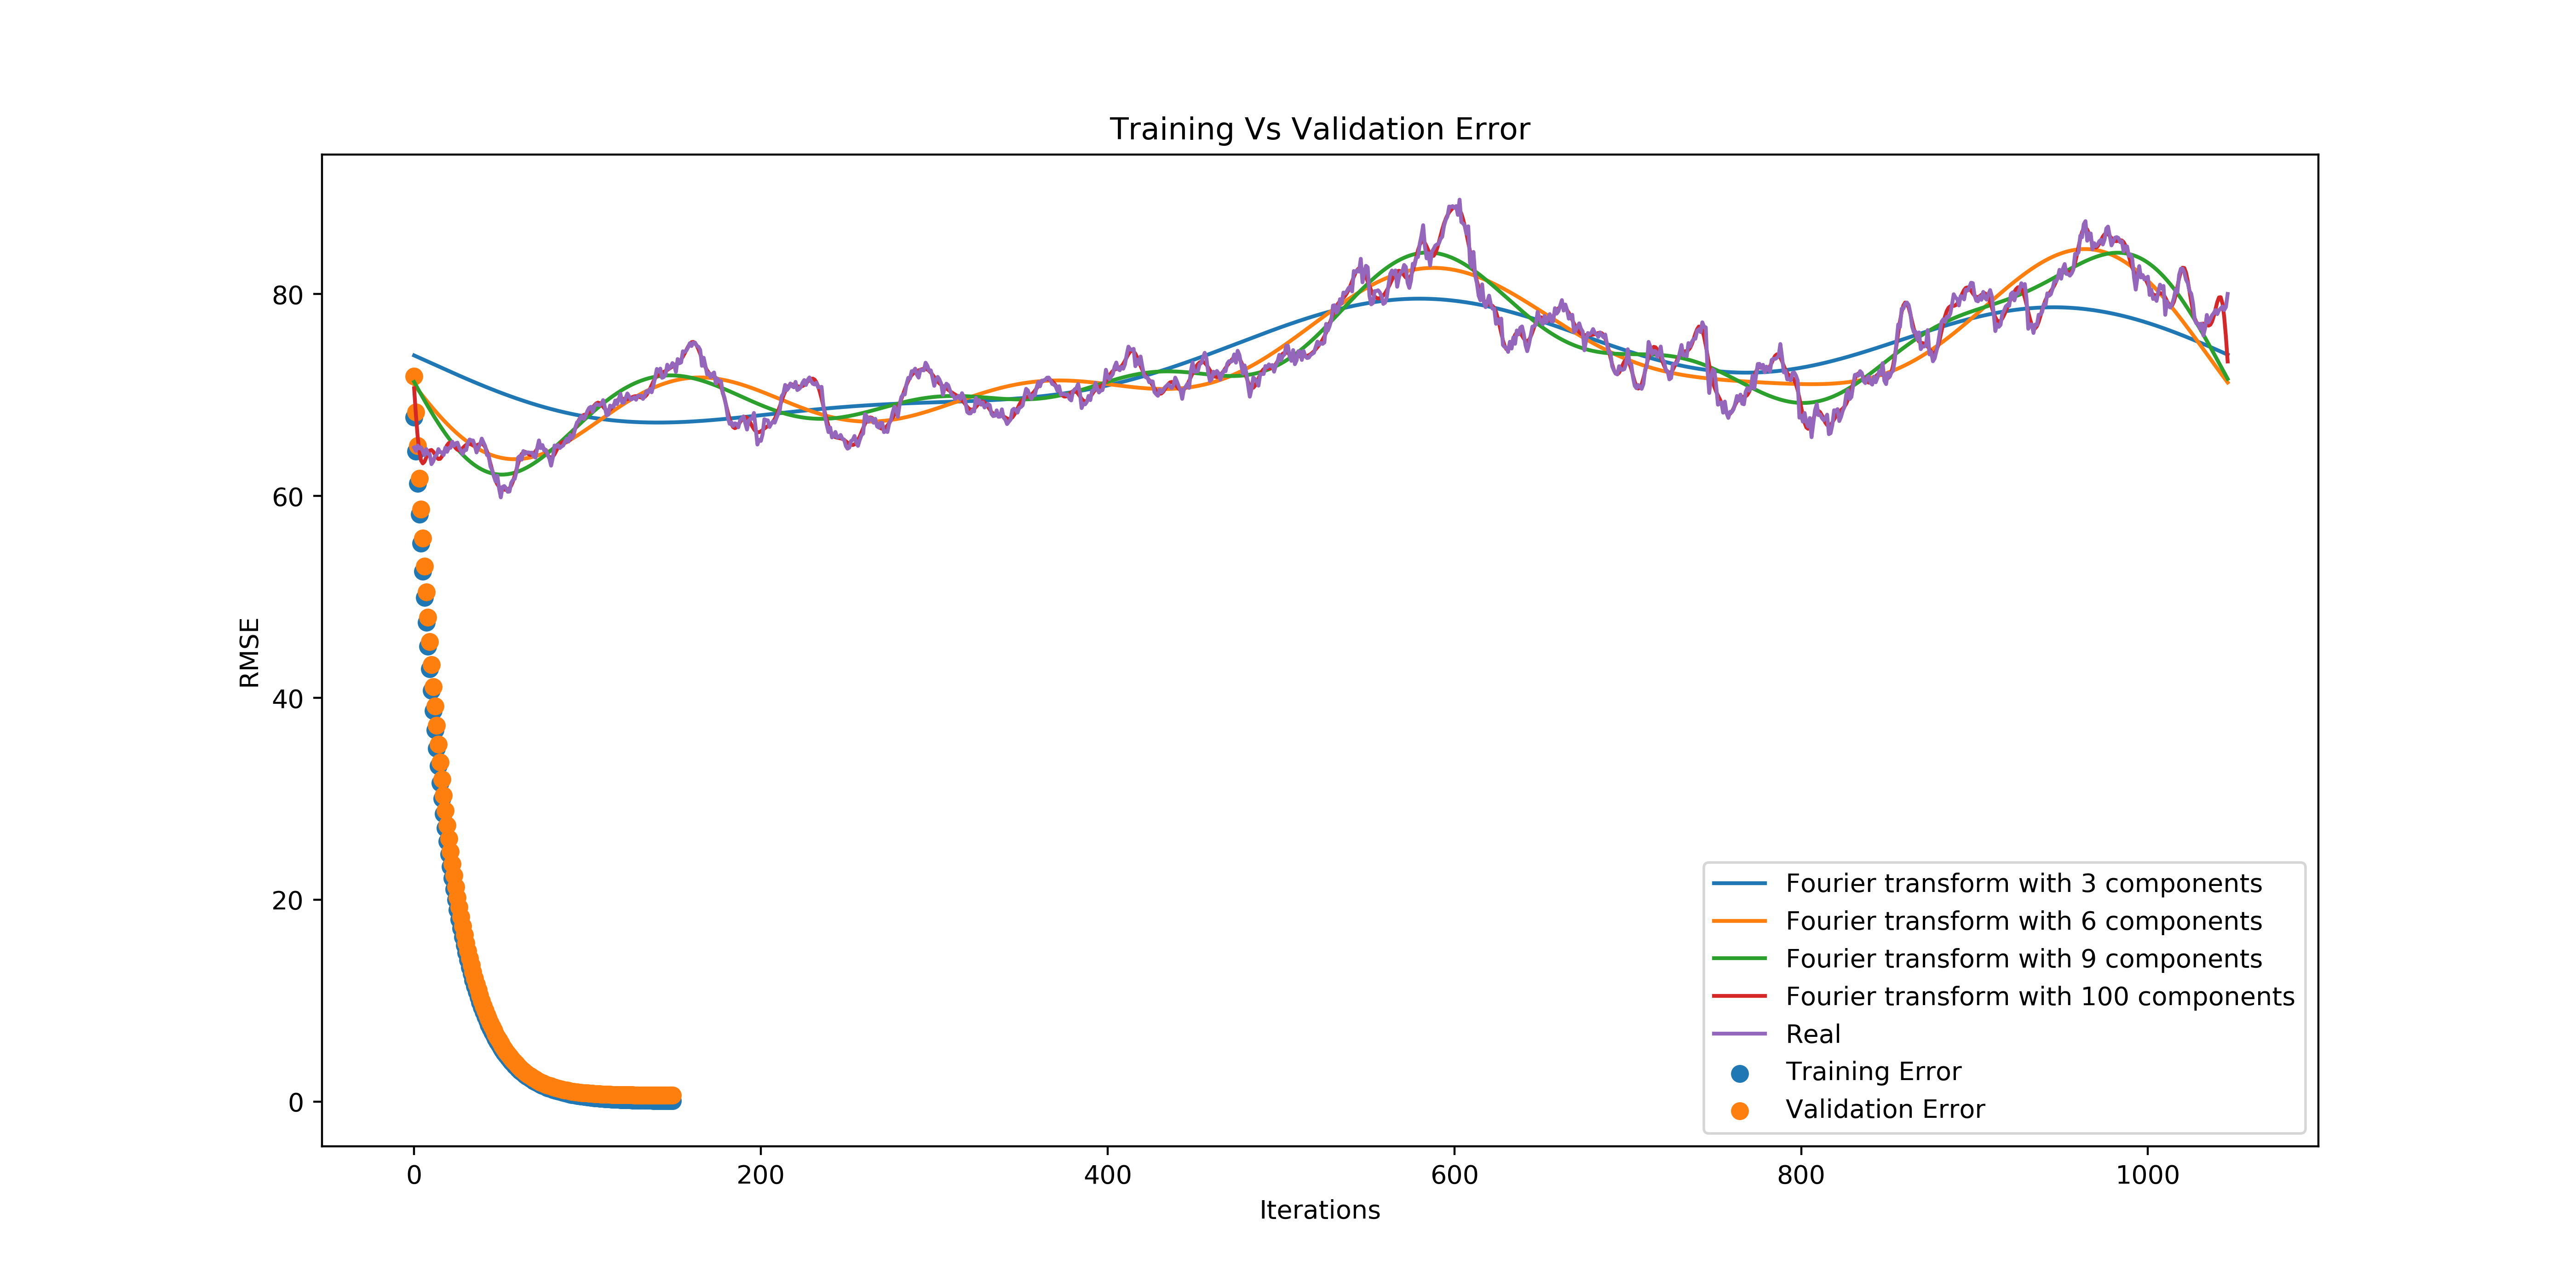 Training Vs Validation Error
80
60
40
20
0
RMSE
0 200 400 600 800 1000
Iterations
Fourier transform with 3 components
Fourier transform with 6 components
Fourier transform with 9 components
Fourier transform with 100 components
Real
Training Error
Validation Error